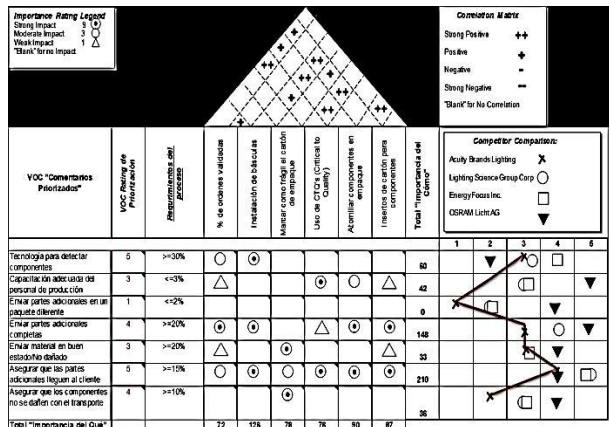 Importance Rating Legend
Strong Impact 9
Moderate Impact 3
Weak Impact 1
"Blank" for no Impact
Correlation Matrix
Strong Positive ++
Positive +
Negative -
Strong Negative --
"Blank" for No Correlation
VOC "Comentarios Priorizados"
VOC Rating de Priorización
Requrimientos del proceso
% de ordenes validadas
Instalación de básculas
Marcar como frágil el cartón de empaque
Uso de CTQ's (Critical to Quality)
Atomiliar componentes en empaque
Insertos de cartón para componentes
Total "Importancia del Cómo"
Competitor Comparison:
Acuity Brands Lighting X
Lighting Science Group Corp
Energy Focus Inc.
OSRAM Licht AG
1 2 3 4 5
Tecnología para detectar componentes 5 >=30% 60
Capacitación adecuada del personal de producción 3 <=3% 42
Enviar partes adicionales en un paquete diferente 1 <=2% 0
Enviar partes adicionales completas 4 >=20% 148
Enviar material en buen estado/No dañado 3 >=20% 33
Asegurar que las partes adicionales lleguen al cliente 5 >=15% 210
Asegurar que los componentes no se dañen con el transporte 4 >=10% 36
Total "Importancia del Qué" 72 126 78 76 90 87